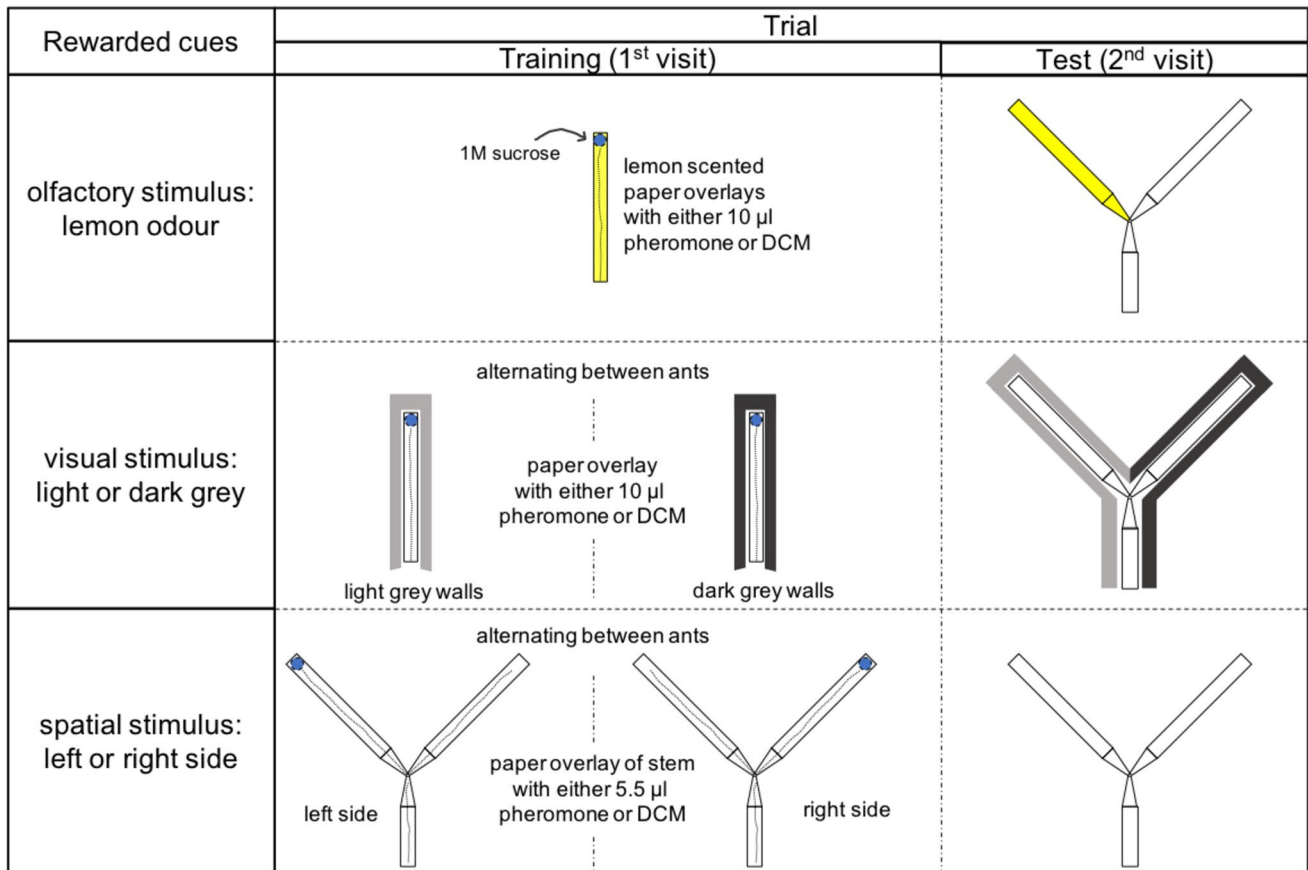 Rewarded cues
Trial
Training (1st visit)
Test (2nd visit)
olfactory stimulus:
lemon odour
1M sucrose
lemon scented
paper overlays
with either 10 µl
pheromone or DCM
visual stimulus:
light or dark grey
alternating between ants
paper overlay
with either 10 µl
pheromone or DCM
light grey walls
dark grey walls
spatial stimulus:
left or right side
alternating between ants
left side
paper overlay of stem
with either 5.5 µl
pheromone or DCM
right side